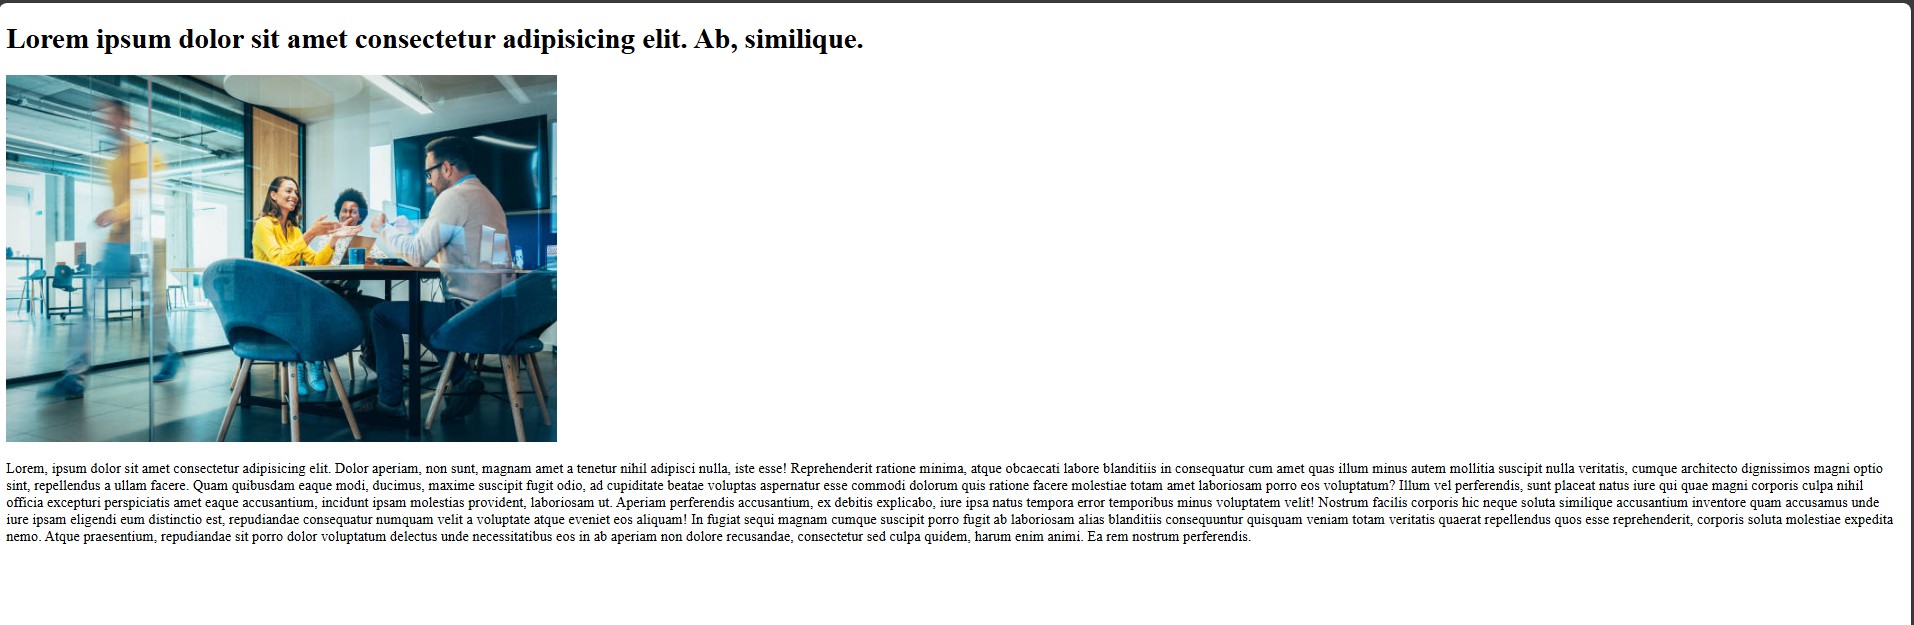 Lorem ipsum dolor sit amet consectetur adipisicing elit. Ab, similique.
Lorem, ipsum dolor sit amet consectetur adipisicing elit. Dolor aperiam, non sunt, magnam amet a tenetur nihil adipisci nulla, iste esse! Reprehenderit ratione minima, atque obcaecati labore blanditiis in consequatur cum amet quas illum minus autem mollitia suscipit nulla veritatis, cumque architecto dignissimos magni optio
sint, repellendus a ullam facere. Quam quibusdam eaque modi, ducimus, maxime suscipit fugit odio, ad cupiditate beatae voluptas aspernatur esse commodi dolorum quis ratione facere molestiae totam amet laboriosam porro eos voluptatum? Illum vel perferendis, sunt placeat natus iure qui quae magni corporis culpa nihil
officia excepturi perspiciatis amet eaque accusantium, incidunt ipsam molestias provident, laboriosam ut. Aperiam perferendis accusantium, ex debitis explicabo, iure ipsa natus tempora error temporibus minus voluptatem velit! Nostrum facilis corporis hic neque soluta similique accusantium inventore quam accusamus unde
iure ipsam eligendi eum distinctio est, repudiandae consequatur numquam velit a voluptate atque eveniet eos aliquam! In fugiat sequi magnam cumque suscipit porro fugit ab laboriosam alias blanditiis consequuntur quisquam veniam totam veritatis quaerat repellendus quos esse reprehenderit, corporis soluta molestiae expedita
nemo. Atque praesentium, repudiandae sit porro dolor voluptatum delectus unde necessitatibus eos in ab aperiam non dolore recusandae, consectetur sed culpa quidem, harum enim animi. Ea rem nostrum perferendis.